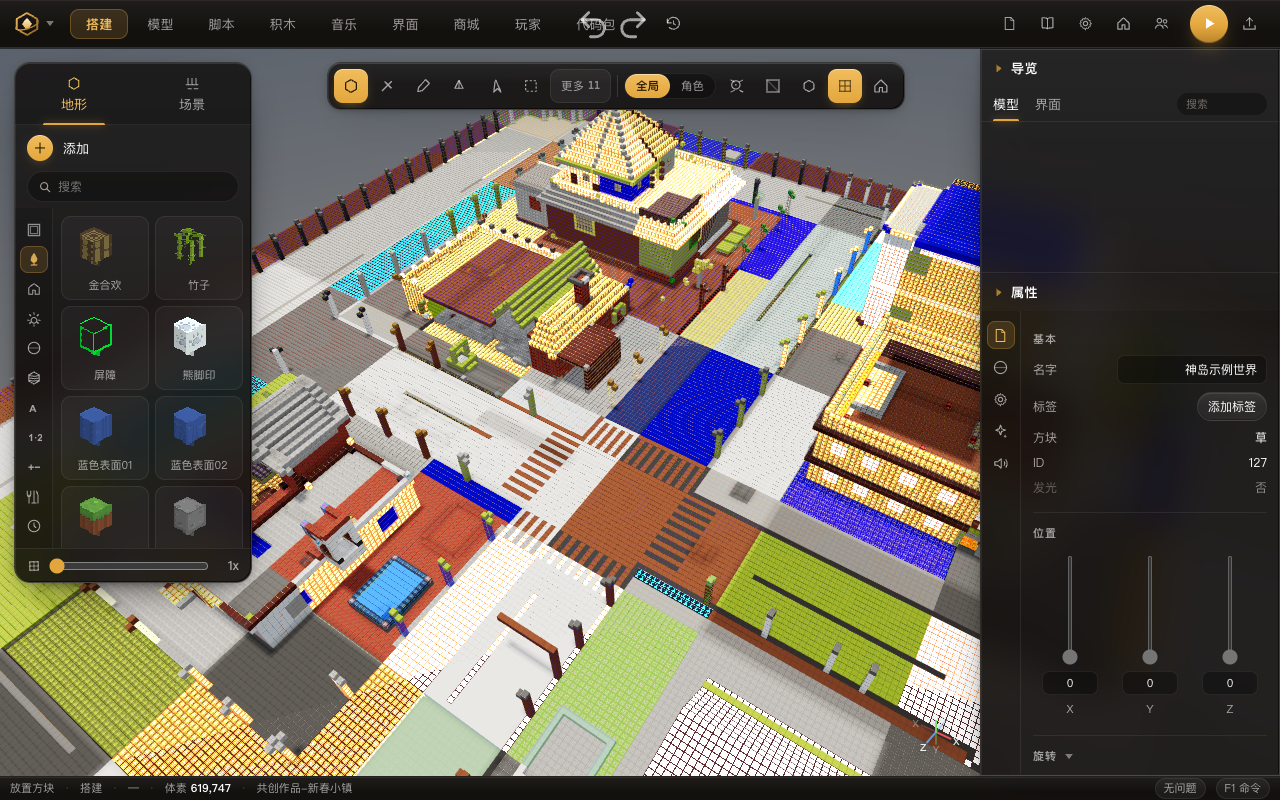 搭建 模型 脚本 积木 音乐 界面 商城 玩家 代码包
地形 场景
添加
搜索
金合欢 竹子
屏障 熊脚印
蓝色表面01 蓝色表面02
A
1·2
1x
更多 11 全局 角色
导览
模型 界面 搜索
属性
基本
名字 神岛示例世界
标签 添加标签
方块 草
ID 127
发光 否
位置
0 0 0
X Y Z
旋转
X Y Z X
放置方块 · 搭建 · — · 体素 619,747 · 共创作品-新春小镇
无问题 F1 命令